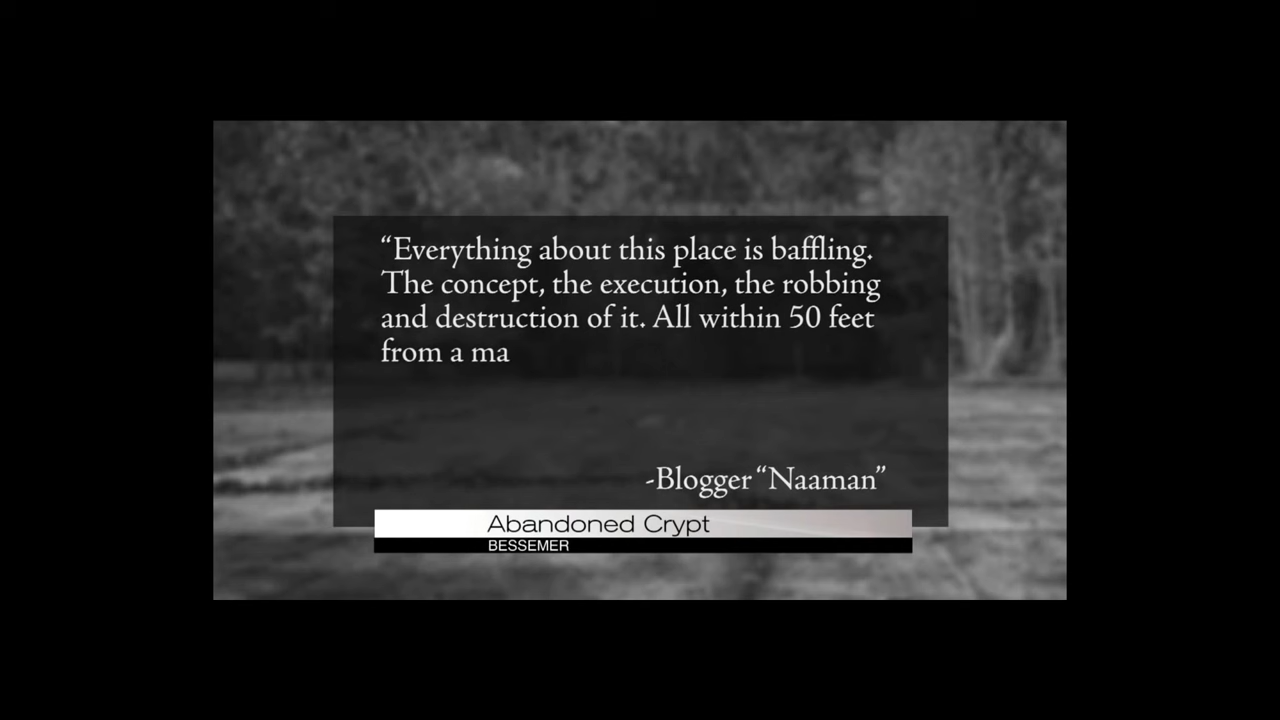 “Everything about this place is baffling.
The concept, the execution, the robbing
and destruction of it. All within 50 feet
from a ma
-Blogger “Naaman”
Abandoned Crypt
BESSEMER